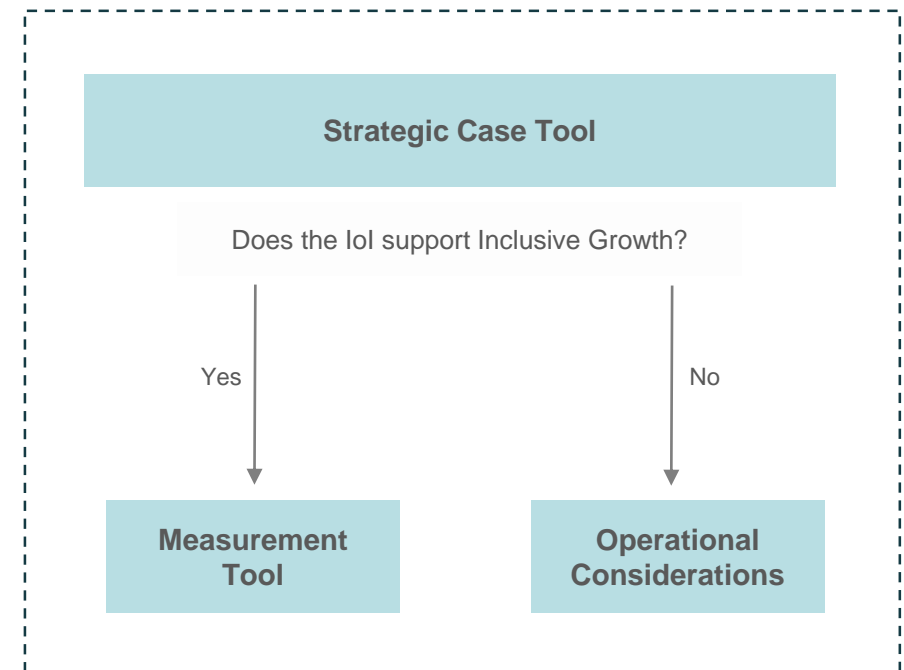 Strategic Case Tool
Does the IoI support Inclusive Growth?
Yes
No
Measurement
Tool
Operational
Considerations